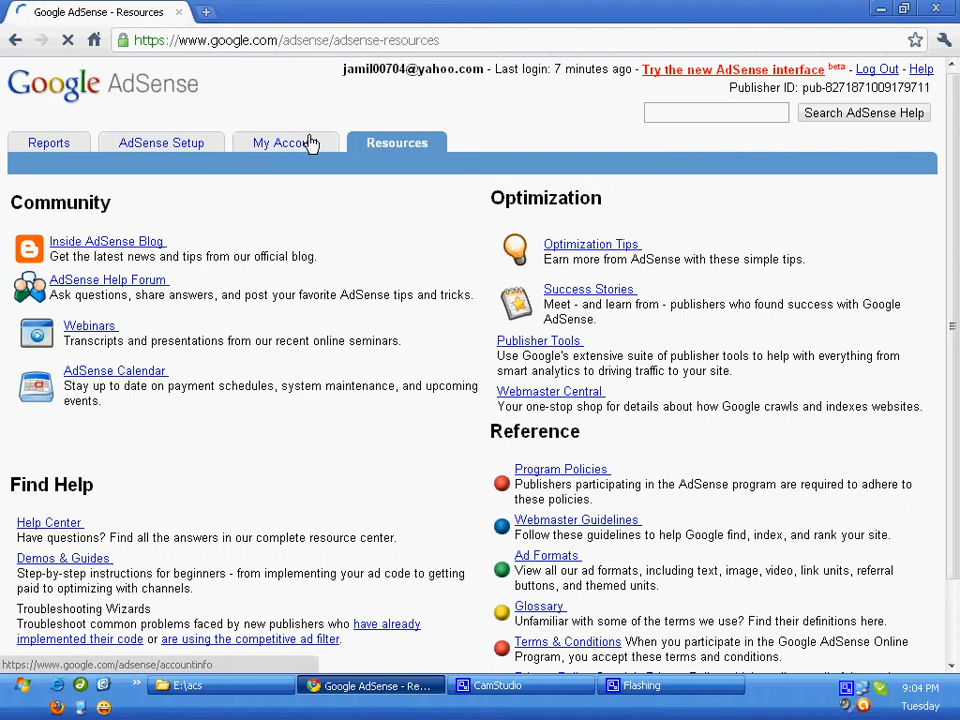 Google AdSense - Resources
https://www.google.com/adsense/adsense-resources
jamil00704@yahoo.com - Last login: 7 minutes ago - Try the new AdSense interface beta - Log Out - Help
Google AdSense
Publisher ID: pub-8271871009179711
Search AdSense Help
Reports
AdSense Setup
My Account
Resources
Community
Inside AdSense Blog
Get the latest news and tips from our official blog.
AdSense Help Forum
Ask questions, share answers, and post your favorite AdSense tips and tricks.
Webinars
Transcripts and presentations from our recent online seminars.
AdSense Calendar
Stay up to date on payment schedules, system maintenance, and upcoming
events.
Find Help
Help Center
Have questions? Find all the answers in our complete resource center.
Demos & Guides
Step-by-step instructions for beginners - from implementing your ad code to getting
paid to optimizing with channels.
Troubleshooting Wizards
Troubleshoot common problems faced by new publishers who have already
implemented their code or are using the competitive ad filter.
Optimization
Optimization Tips
Earn more from AdSense with these simple tips.
Success Stories
Meet - and learn from - publishers who found success with Google
AdSense.
Publisher Tools
Use Google's extensive suite of publisher tools to help with everything from
smart analytics to driving traffic to your site.
Webmaster Central
Your one-stop shop for details about how Google crawls and indexes websites.
Reference
Program Policies
Publishers participating in the AdSense program are required to adhere to
these policies.
Webmaster Guidelines
Follow these guidelines to help Google find, index, and rank your site.
Ad Formats
View all our ad formats, including text, image, video, link units, referral
buttons, and themed units.
Glossary
Unfamiliar with some of the terms we use? Find their definitions here.
Terms & Conditions When you participate in the Google AdSense Online
Program, you accept these terms and conditions.
https://www.google.com/adsense/accountinfo
E:\acs
Google AdSense - Re...
CamStudio
Flashing
9:04 PM
Tuesday